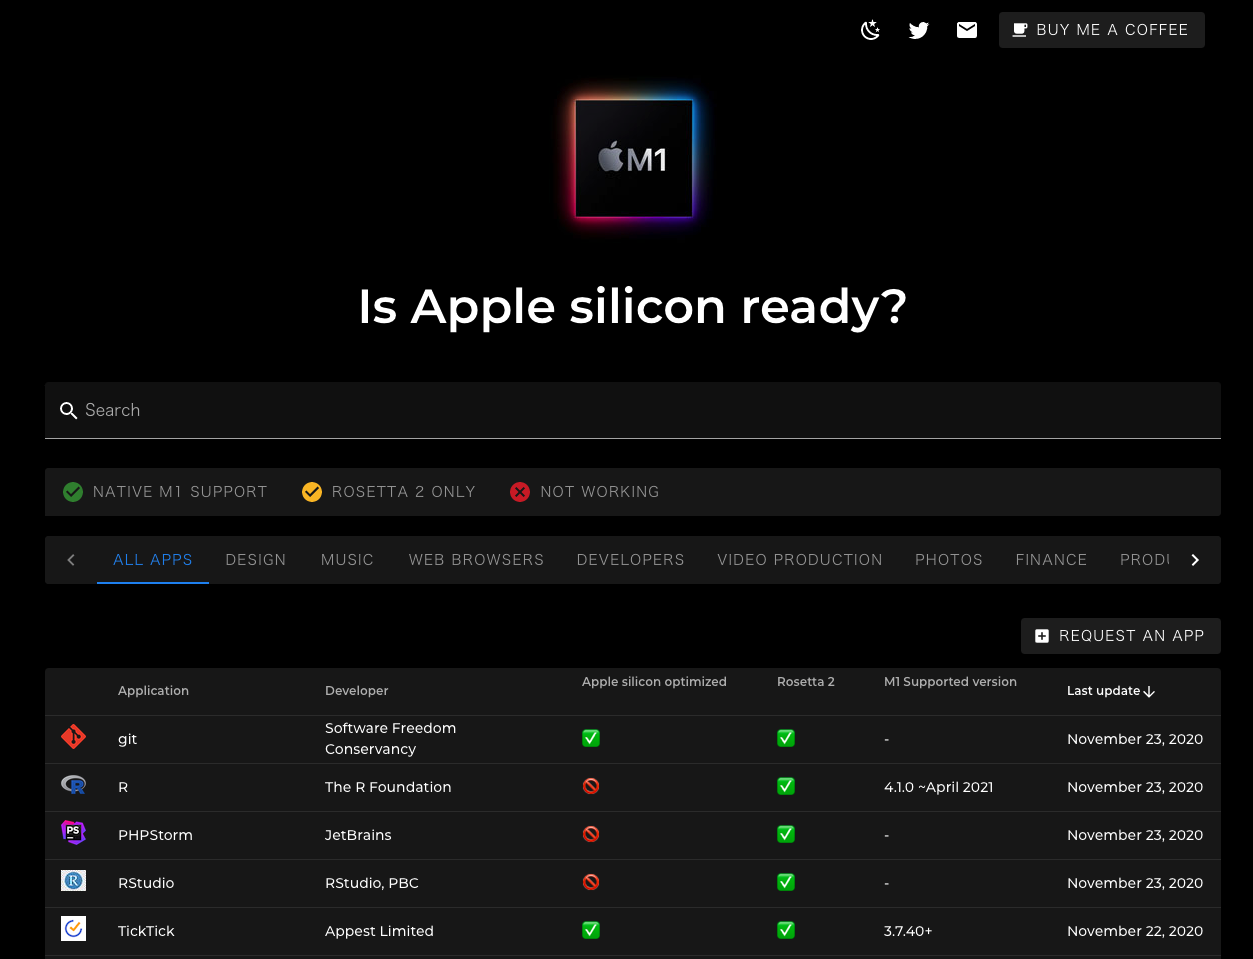 BUY ME A COFFEE
M1
Is Apple silicon ready?
Search
NATIVE M1 SUPPORT ROSETTA 2 ONLY NOT WORKING
ALL APPS DESIGN MUSIC WEB BROWSERS DEVELOPERS VIDEO PRODUCTION PHOTOS FINANCE PRODU
REQUEST AN APP
Application Developer Apple silicon optimized Rosetta 2 M1 Supported version Last update
git Software Freedom Conservancy - November 23, 2020
R The R Foundation 4.1.0 ~April 2021 November 23, 2020
PS PHPStorm JetBrains - November 23, 2020
R RStudio RStudio, PBC - November 23, 2020
TickTick Appest Limited 3.7.40+ November 22, 2020